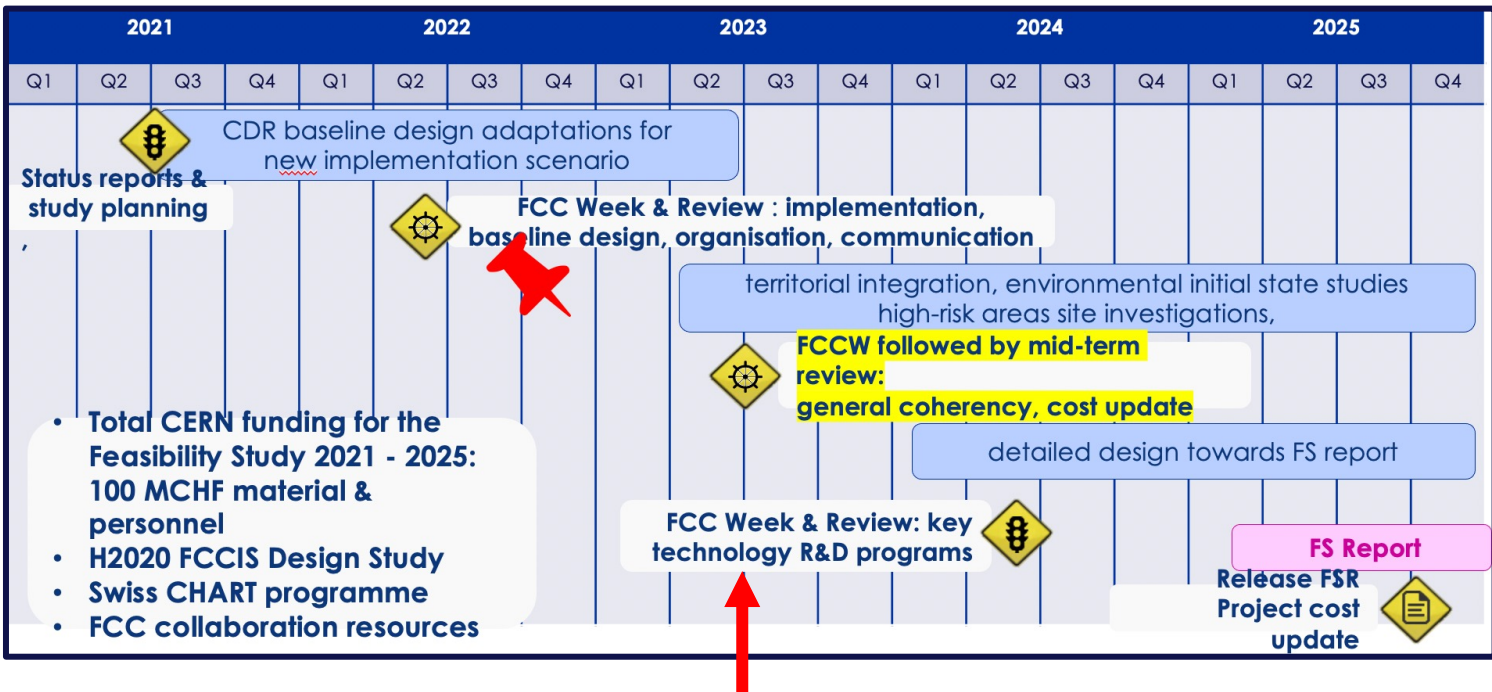 2021 2022 2023 2024 2025
Q1 Q2 Q3 Q4 Q1 Q2 Q3 Q4 Q1 Q2 Q3 Q4 Q1 Q2 Q3 Q4 Q1 Q2 Q3 Q4
CDR baseline design adaptations for
new implementation scenario
Status reports &
study planning
,
FCC Week & Review : implementation,
baseline design, organisation, communication
territorial integration, environmental initial state studies
high-risk areas site investigations,
FCCW followed by mid-term
review:
general coherency, cost update
detailed design towards FS report
• Total CERN funding for the
Feasibility Study 2021 - 2025:
100 MCHF material &
personnel
• H2020 FCCIS Design Study
• Swiss CHART programme
• FCC collaboration resources
FCC Week & Review: key
technology R&D programs
FS Report
Release FSR
Project cost
update